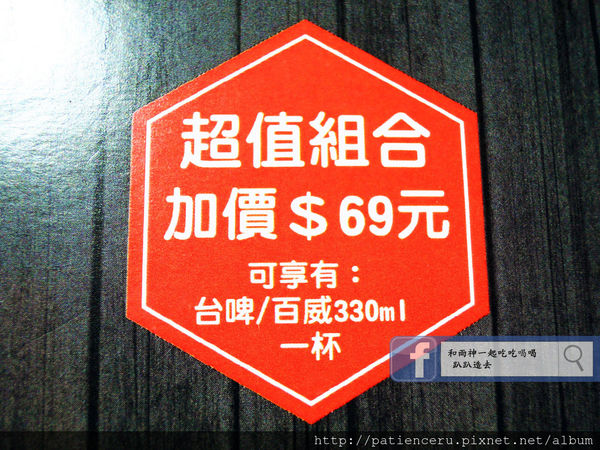 超值組合
加價$69元
可享有：
台啤/百威330ml
一杯
f
和雨神一起吃吃喝喝
趴趴造去
http://patienceru.pixnet.net/album